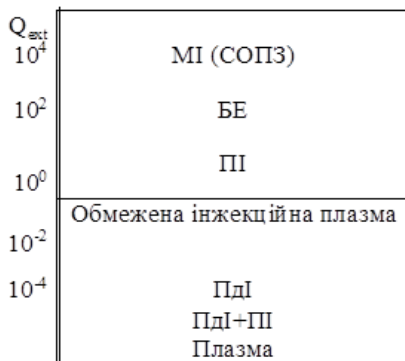 Q_ext
10^4 МІ (СОПЗ)
10^2 БЕ
ПІ
10^0
Обмежена інжекційна плазма
10^-2
10^-4 ПдІ
ПдІ+ПІ
Плазма